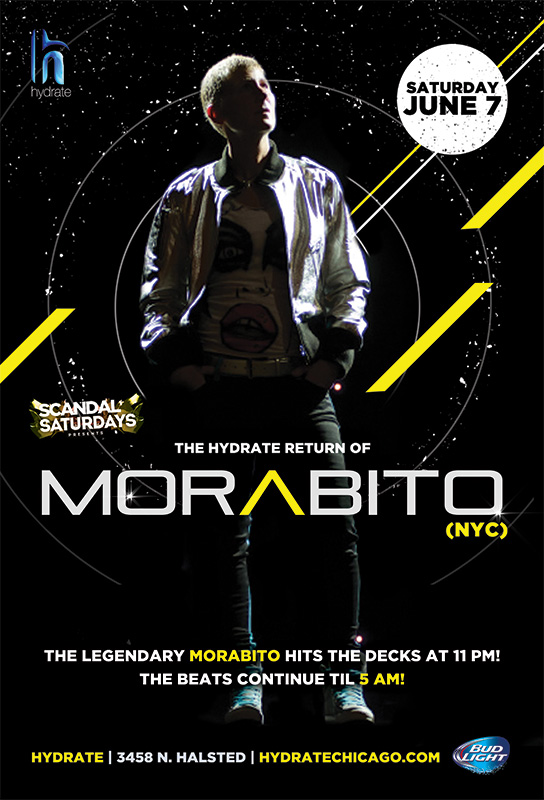 hydrate
SATURDAY
JUNE 7
SCANDAL
SATURDAYS
PRESENTS
THE HYDRATE RETURN OF
MORABITO
(NYC)
THE LEGENDARY MORABITO HITS THE DECKS AT 11 PM!
THE BEATS CONTINUE TIL 5 AM!
HYDRATE | 3458 N. HALSTED | HYDRATECHICAGO.COM
BUD
LIGHT